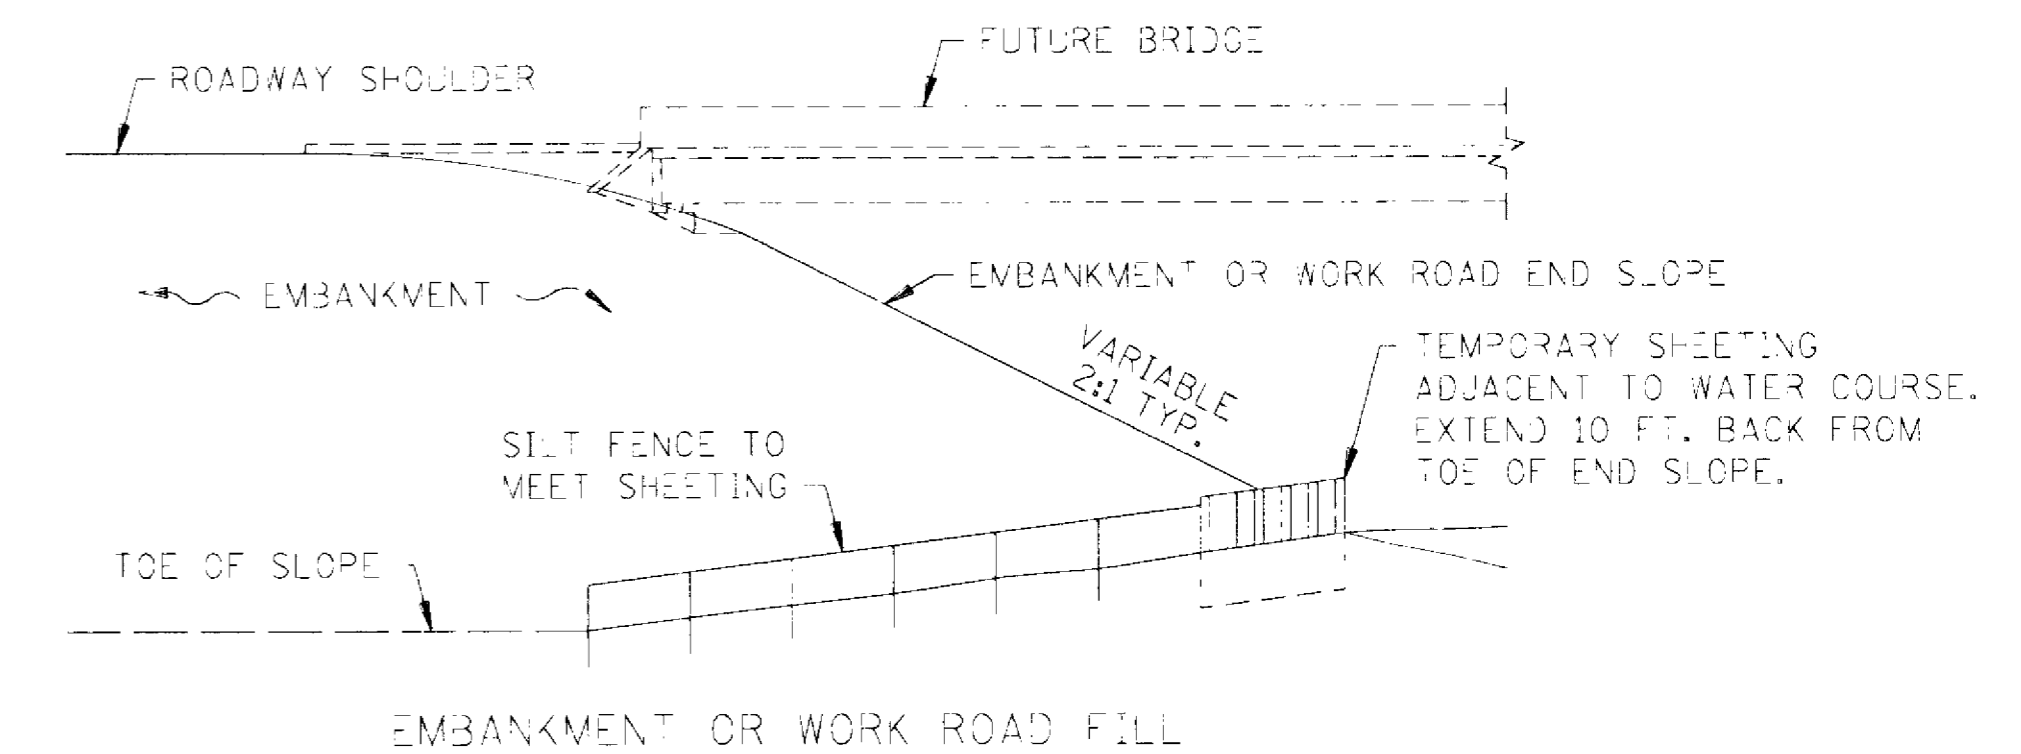 FUTURE BRIDGE
ROADWAY SHOULDER
EMBANKMENT
EMBANKMENT OR WORK ROAD END SLOPE
VARIABLE
2:1 TYP.
TEMPORARY SHEETING
ADJACENT TO WATER COURSE.
EXTEND 10 FT. BACK FROM
TOE OF END SLOPE.
SILT FENCE TO
MEET SHEETING
TOE OF SLOPE
EMBANKMENT OR WORK ROAD FILL